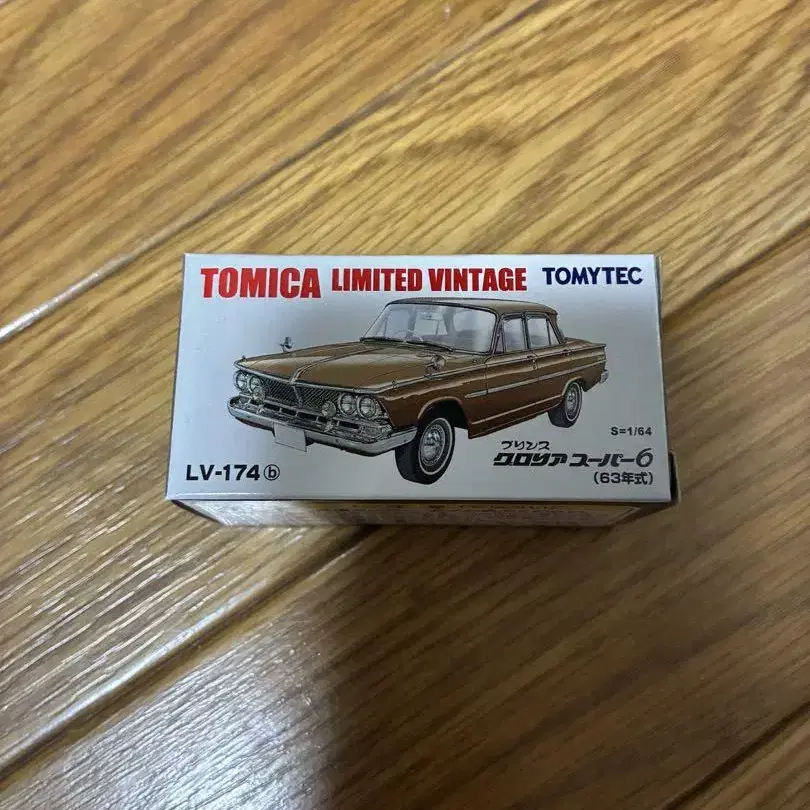 TOMICA LIMITED VINTAGE TOMYTEC
S=1/64
プリンス
グロリア スーパー6
LV-174 ⓑ
(63年式)